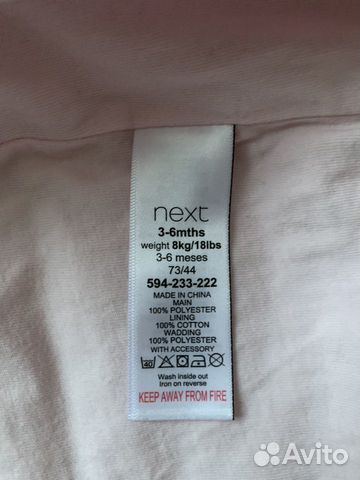 next
3-6mths
weight 8kg/18lbs
3-6 meses
73/44
594-233-222
MADE IN CHINA
MAIN
100% POLYESTER
LINING
100% COTTON
WADDING
100% POLYESTER
WITH ACCESSORY
40
Wash inside out
Iron on reverse
KEEP AWAY FROM FIRE
Avito